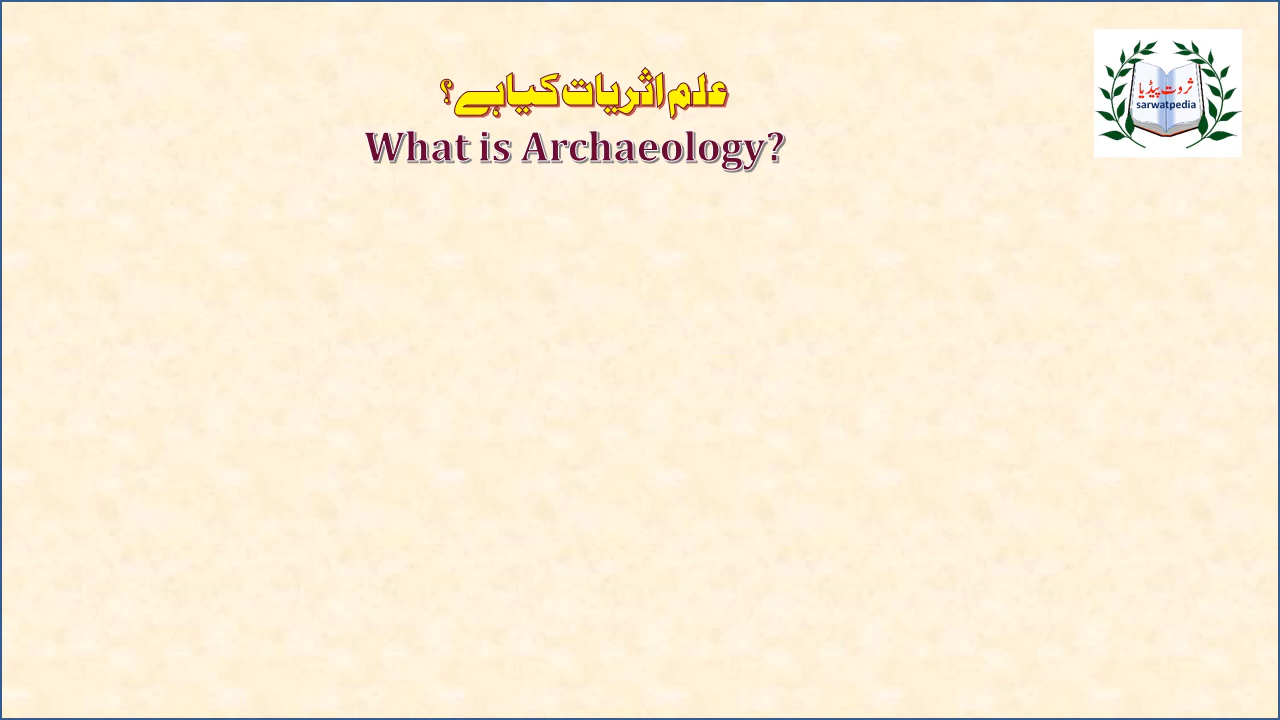 علم اثریات کیا ہے؟
What is Archaeology?
ثروت پیڈیا
sarwatpedia